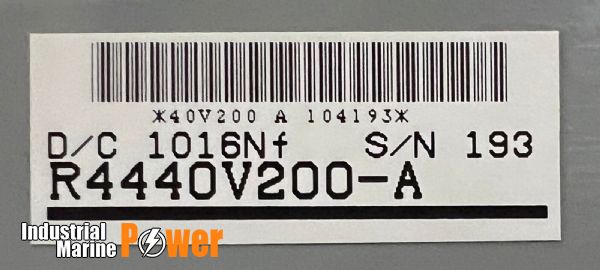 *40V200 A 104193*
D/C 1016Nf S/N 193
R4440V200-A
Industrial
Marine Power